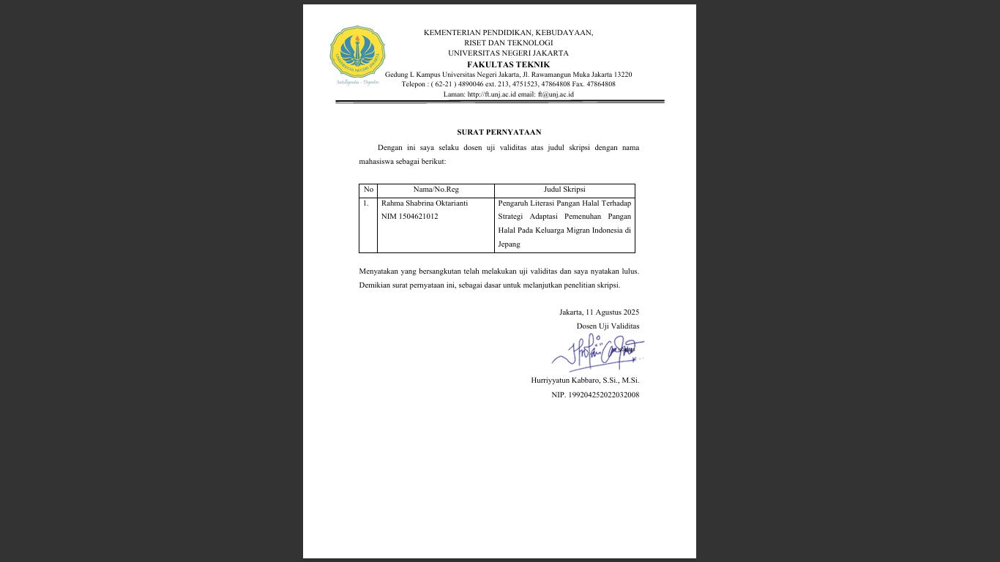 KEMENTERIAN PENDIDIKAN, KEBUDAYAAN,
RISET DAN TEKNOLOGI
UNIVERSITAS NEGERI JAKARTA
FAKULTAS TEKNIK
Gedung L Kampus Universitas Negeri Jakarta, Jl. Rawamangun Muka Jakarta 13220
Telepon : ( 62-21 ) 4890046 ext. 213, 4751523, 47864808 Fax. 47864808
Laman: http://ft.unj.ac.id email: ft@unj.ac.id
UNIVERSITAS NEGERI JAKARTA
Intelligentia - Dignitas
SURAT PERNYATAAN
Dengan ini saya selaku dosen uji validitas atas judul skripsi dengan nama
mahasiswa sebagai berikut:
No Nama/No.Reg Judul Skripsi
1. Rahma Shabrina Oktarianti Pengaruh Literasi Pangan Halal Terhadap
NIM 1504621012 Strategi Adaptasi Pemenuhan Pangan
Halal Pada Keluarga Migran Indonesia di
Jepang
Menyatakan yang bersangkutan telah melakukan uji validitas dan saya nyatakan lulus.
Demikian surat pernyataan ini, sebagai dasar untuk melanjutkan penelitian skripsi.
Jakarta, 11 Agustus 2025
Dosen Uji Validitas
Hurriyyatun Kabbaro, S.Si., M.Si.
NIP. 199204252022032008